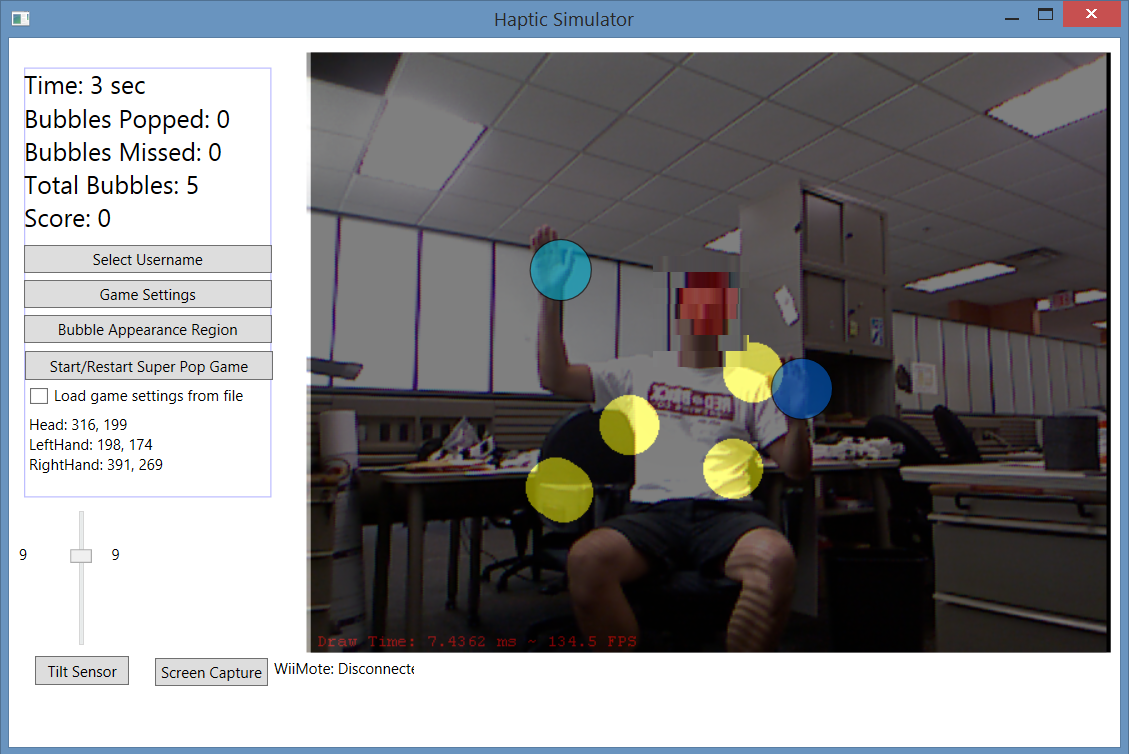 Haptic Simulator
Time: 3 sec
Bubbles Popped: 0
Bubbles Missed: 0
Total Bubbles: 5
Score: 0
Select Username
Game Settings
Bubble Appearance Region
Start/Restart Super Pop Game
Load game settings from file
Head: 316, 199
LeftHand: 198, 174
RightHand: 391, 269
9 9
Tilt Sensor
Screen Capture
WiiMote: Disconnecte
RED BRICK
Draw Time: 7.4362 ms ~ 134.5 FPS